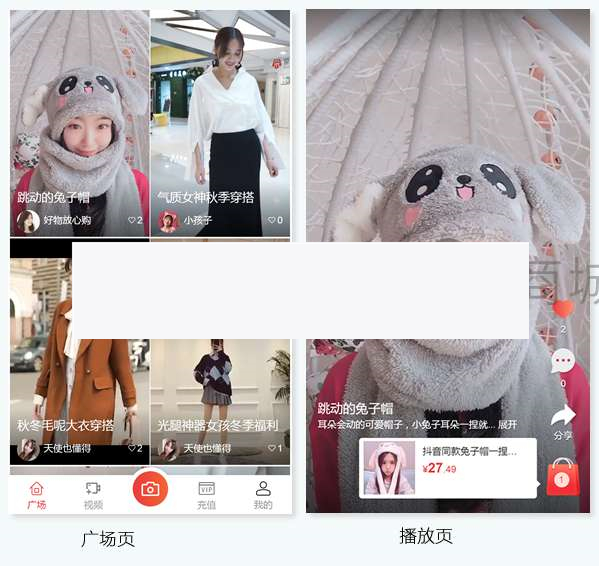 跳动的兔子帽
好物放心购
2
气质女神秋季穿搭
小孩子
0
秋冬毛呢大衣穿搭
天使也懂得
2
光腿神器女孩冬季福利
天使也懂得
1
广场
视频
VIP
充值
我的
广场页
2
0
分享
跳动的兔子帽
耳朵会动的可爱帽子，小兔子耳朵一捏就... 展开
抖音同款兔子帽一捏...
¥27.49
1
播放页